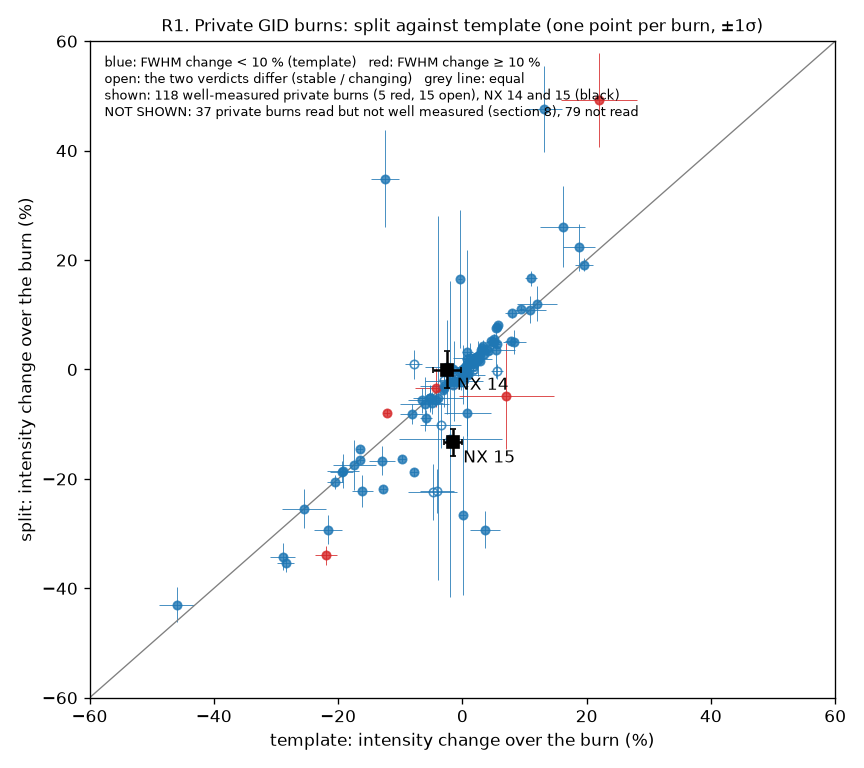 R1. Private GID burns: split against template (one point per burn, ±1σ)
blue: FWHM change < 10 % (template)   red: FWHM change ≥ 10 %
open: the two verdicts differ (stable / changing)   grey line: equal
shown: 118 well-measured private burns (5 red, 15 open), NX 14 and 15 (black)
NOT SHOWN: 37 private burns read but not well measured (section 8), 79 not read
60
40
20
0
−20
−40
−60
split: intensity change over the burn (%)
NX 14
NX 15
−60 −40 −20 0 20 40 60
template: intensity change over the burn (%)